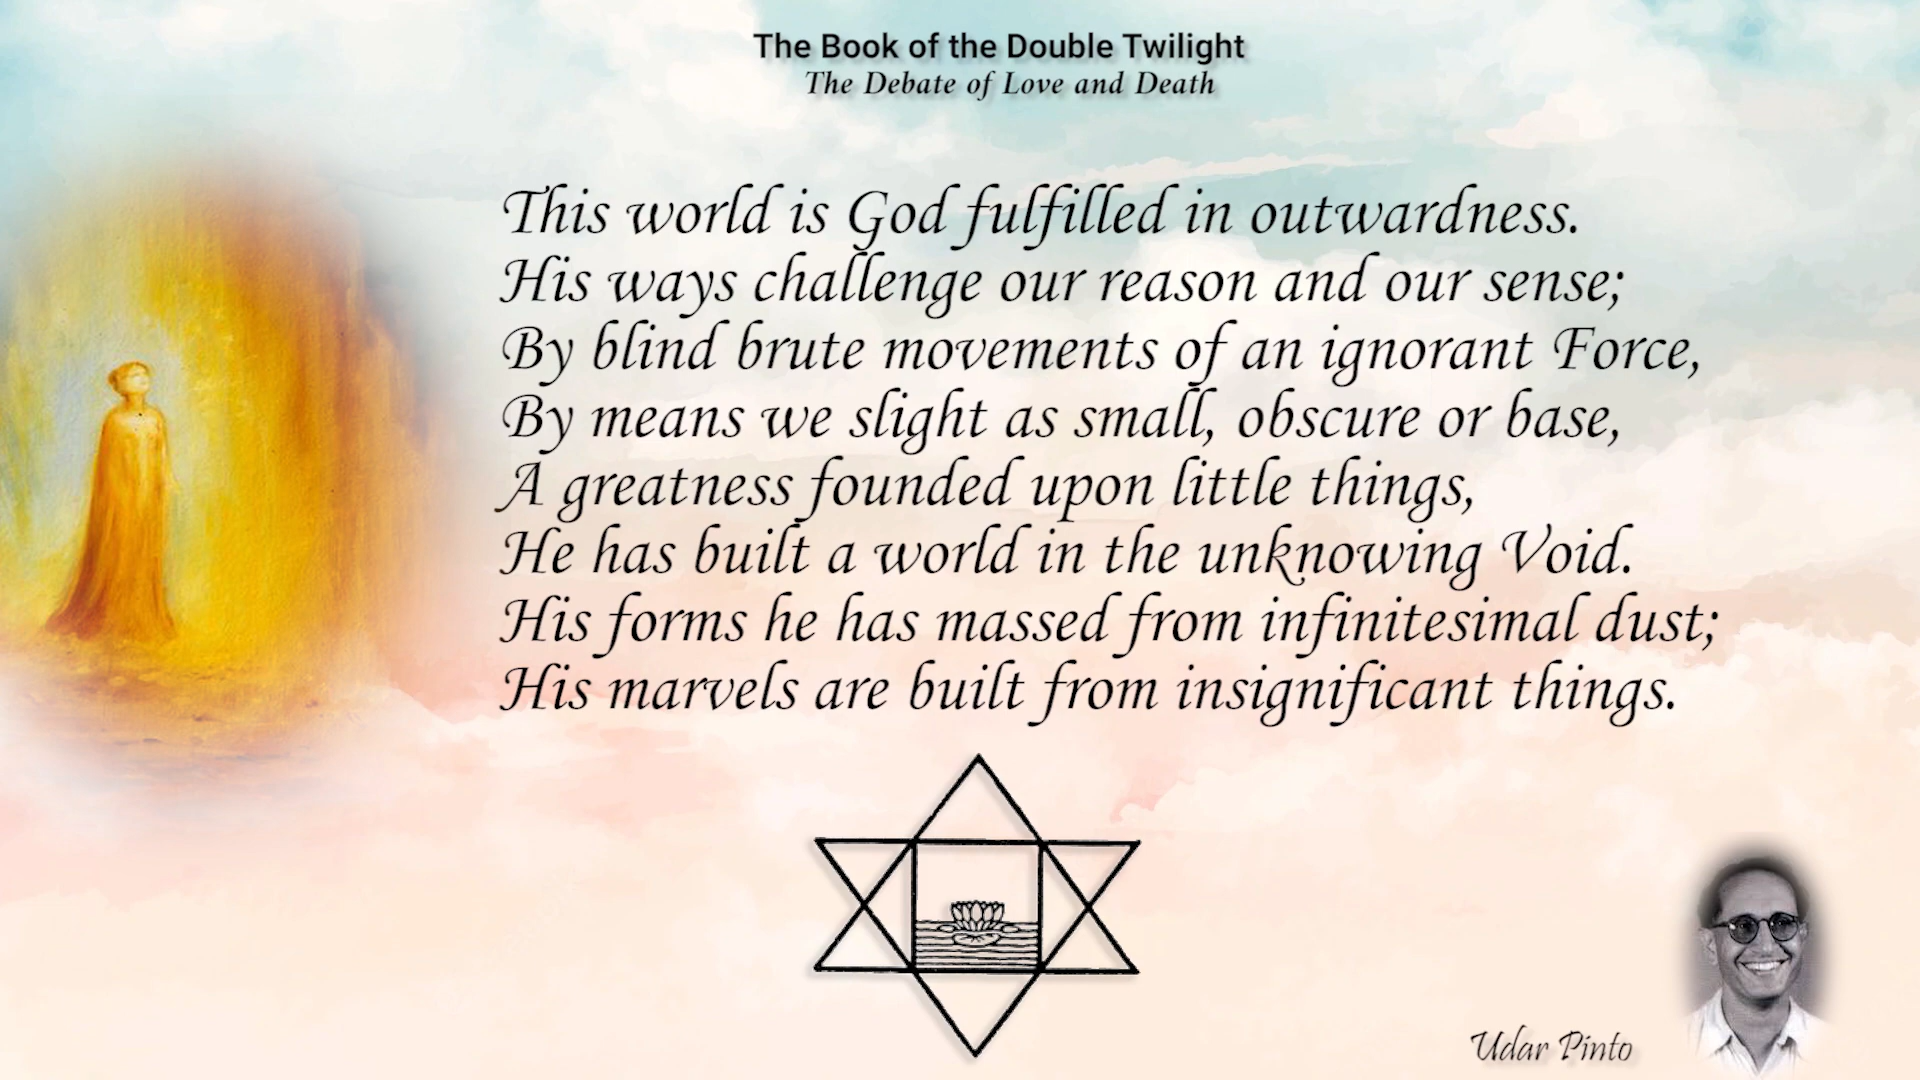 The Book of the Double Twilight
The Debate of Love and Death
This world is God fulfilled in outwardness.
His ways challenge our reason and our sense;
By blind brute movements of an ignorant Force,
By means we slight as small, obscure or base,
A greatness founded upon little things,
He has built a world in the unknowing Void.
His forms he has massed from infinitesimal dust;
His marvels are built from insignificant things.
Udar Pinto